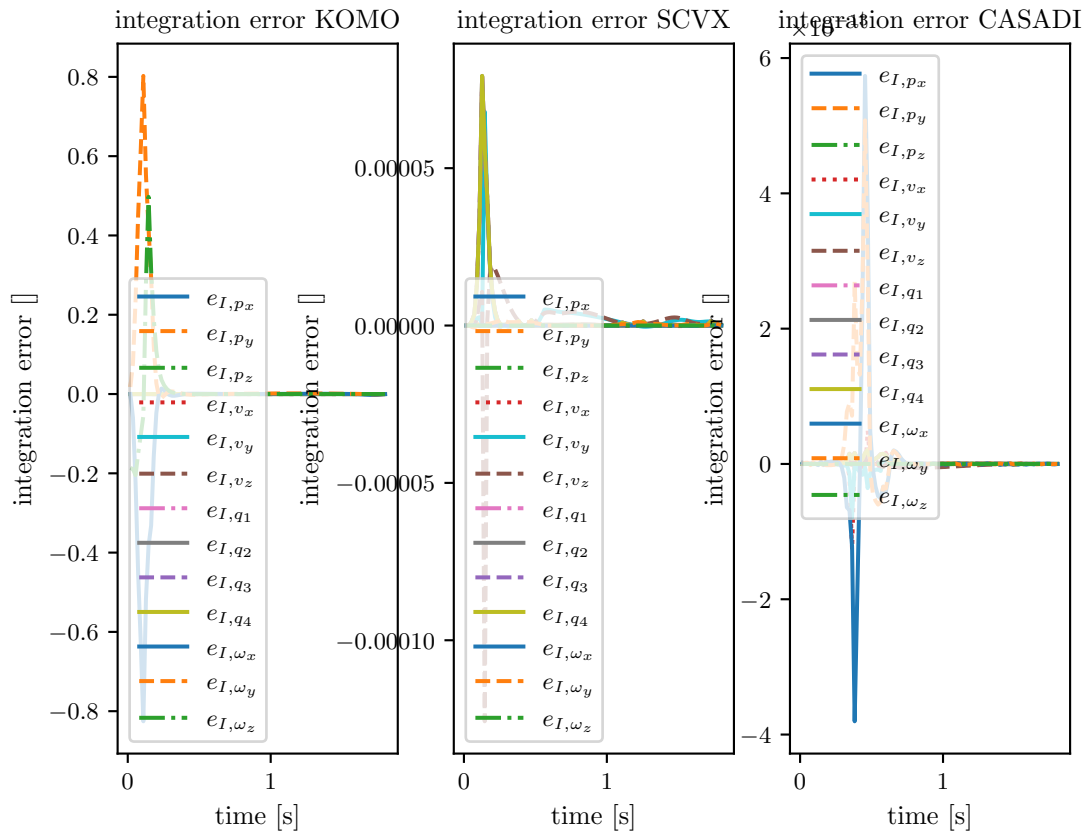 integration error KOMO
integration error []
0.8
0.6
0.4
0.2
0.0
−0.2
−0.4
−0.6
−0.8
0
1
time [s]
e_{I,p_x}
e_{I,p_y}
e_{I,p_z}
e_{I,v_x}
e_{I,v_y}
e_{I,v_z}
e_{I,q_1}
e_{I,q_2}
e_{I,q_3}
e_{I,q_4}
e_{I,ω_x}
e_{I,ω_y}
e_{I,ω_z}
integration error SCVX
integration error []
0.00005
0.00000
−0.00005
−0.00010
0
1
time [s]
e_{I,p_x}
e_{I,p_y}
e_{I,p_z}
e_{I,v_x}
e_{I,v_y}
e_{I,v_z}
e_{I,q_1}
e_{I,q_2}
e_{I,q_3}
e_{I,q_4}
e_{I,ω_x}
e_{I,ω_y}
e_{I,ω_z}
integration error CASADI
×10^{−13}
integration error []
6
4
2
0
−2
−4
0
1
time [s]
e_{I,p_x}
e_{I,p_y}
e_{I,p_z}
e_{I,v_x}
e_{I,v_y}
e_{I,v_z}
e_{I,q_1}
e_{I,q_2}
e_{I,q_3}
e_{I,q_4}
e_{I,ω_x}
e_{I,ω_y}
e_{I,ω_z}